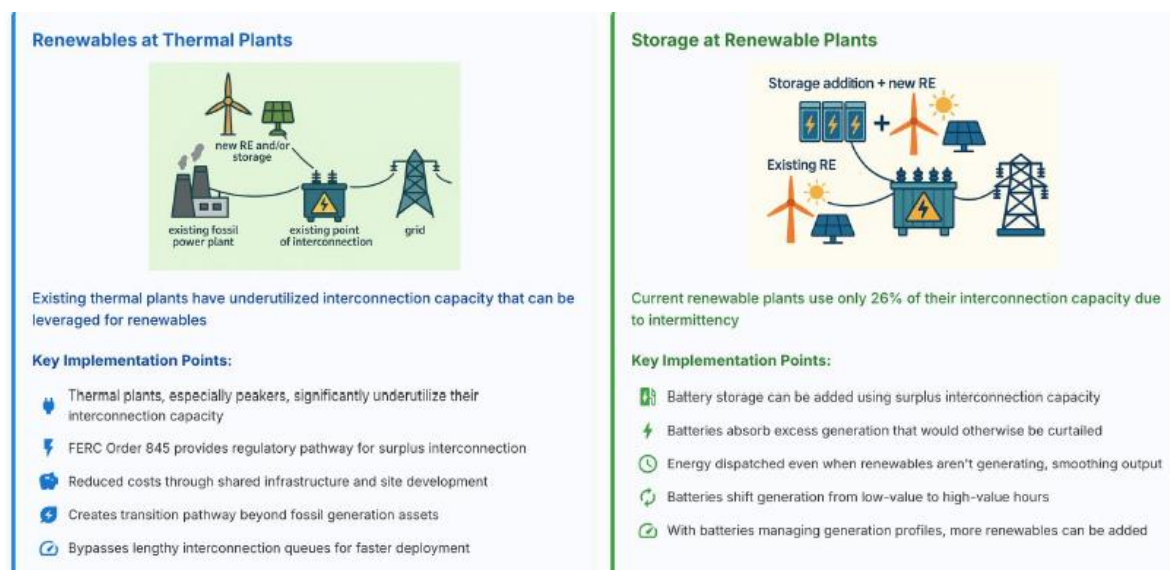 Renewables at Thermal Plants
new RE and/or
storage
existing fossil
power plant
existing point
of interconnection
grid
Existing thermal plants have underutilized interconnection capacity that can be
leveraged for renewables
Key Implementation Points:
Thermal plants, especially peakers, significantly underutilize their
interconnection capacity
FERC Order 845 provides regulatory pathway for surplus interconnection
Reduced costs through shared infrastructure and site development
Creates transition pathway beyond fossil generation assets
Bypasses lengthy interconnection queues for faster deployment
Storage at Renewable Plants
Storage addition + new RE
+
Existing RE
Current renewable plants use only 26% of their interconnection capacity due
to intermittency
Key Implementation Points:
Battery storage can be added using surplus interconnection capacity
Batteries absorb excess generation that would otherwise be curtailed
Energy dispatched even when renewables aren't generating, smoothing output
Batteries shift generation from low-value to high-value hours
With batteries managing generation profiles, more renewables can be added